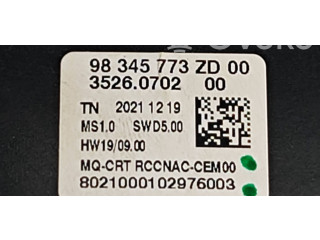 98 345 773 ZD 00
3526.0702 00
TN 2021 12 19
MS1.0 SWD5.00
HW19/09.00
MQ-CRT RCCNAC-CEM00
8021000102976003